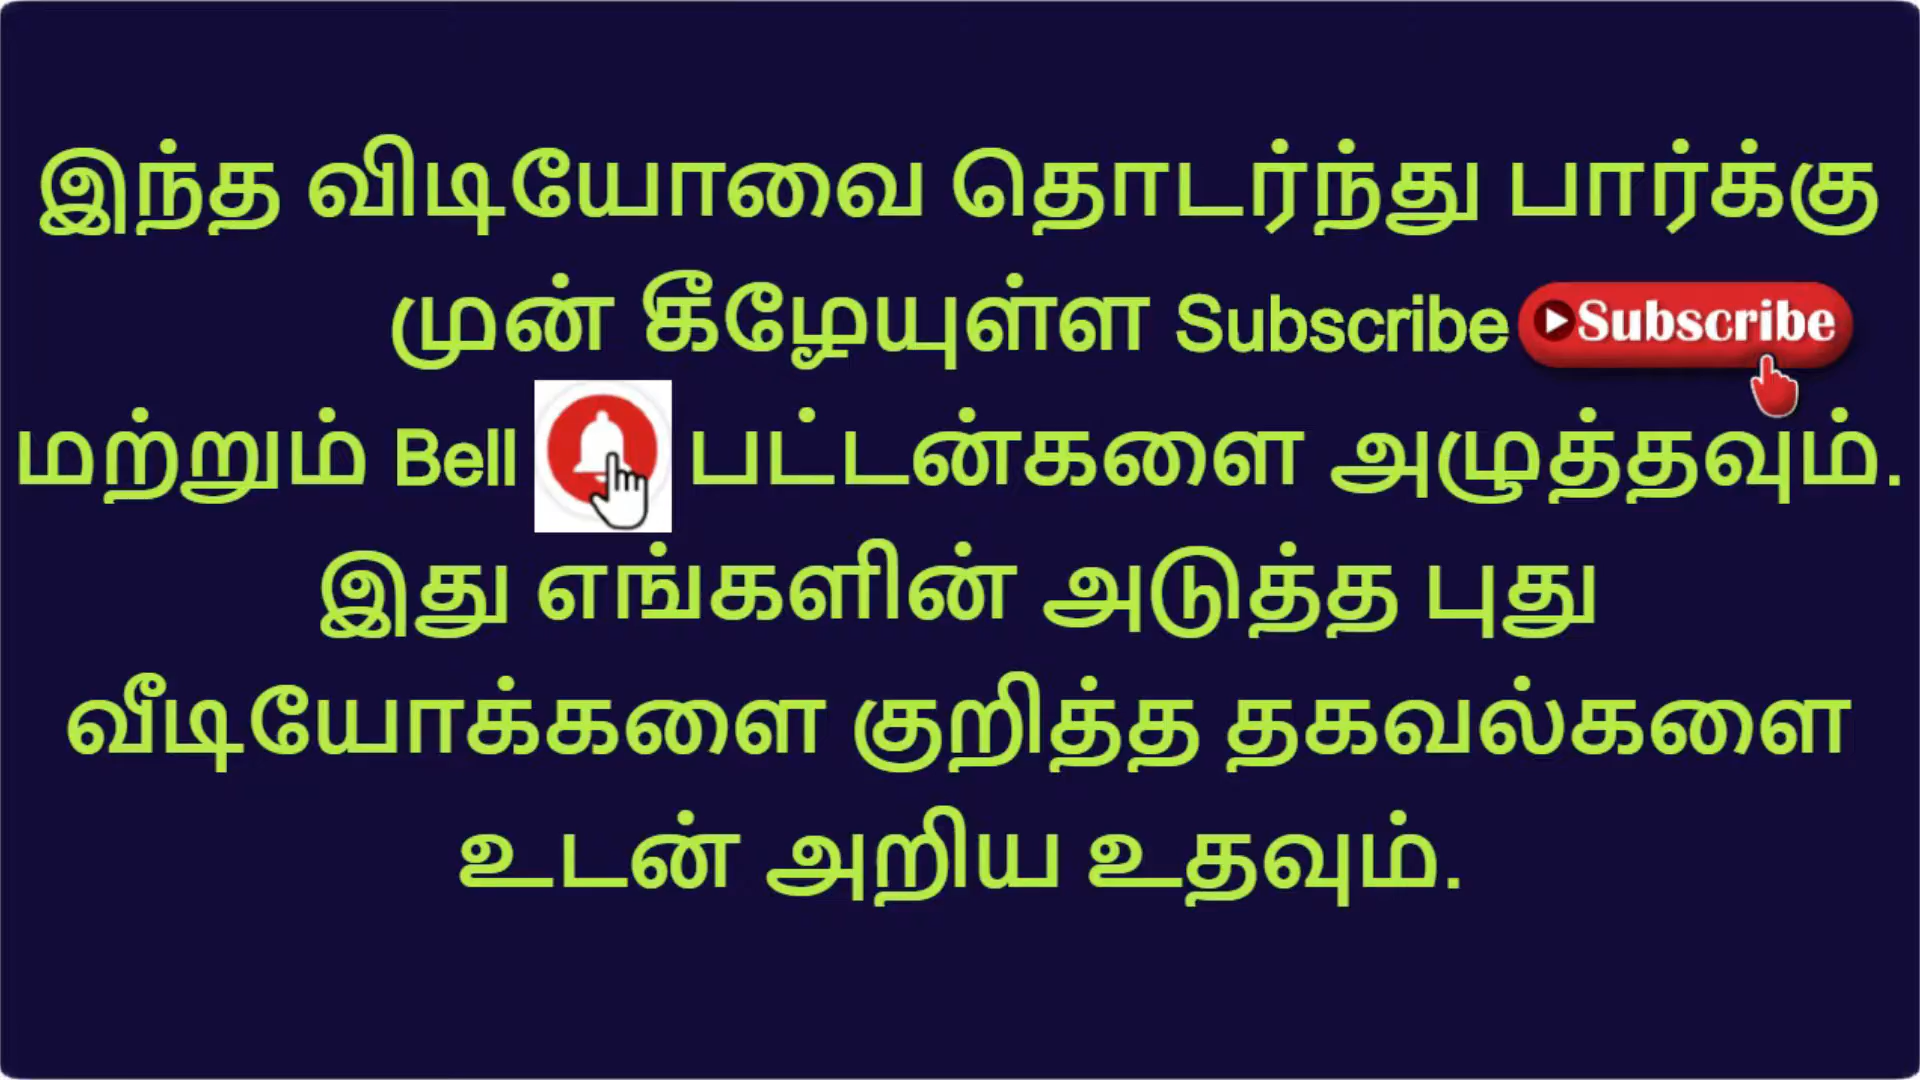 இந்த விடியோவை தொடர்ந்து பார்க்கு
முன் கீழேயுள்ள Subscribe Subscribe
மற்றும் Bell பட்டன்களை அழுத்தவும்.
இது எங்களின் அடுத்த புது
வீடியோக்களை குறித்த தகவல்களை
உடன் அறிய உதவும்.